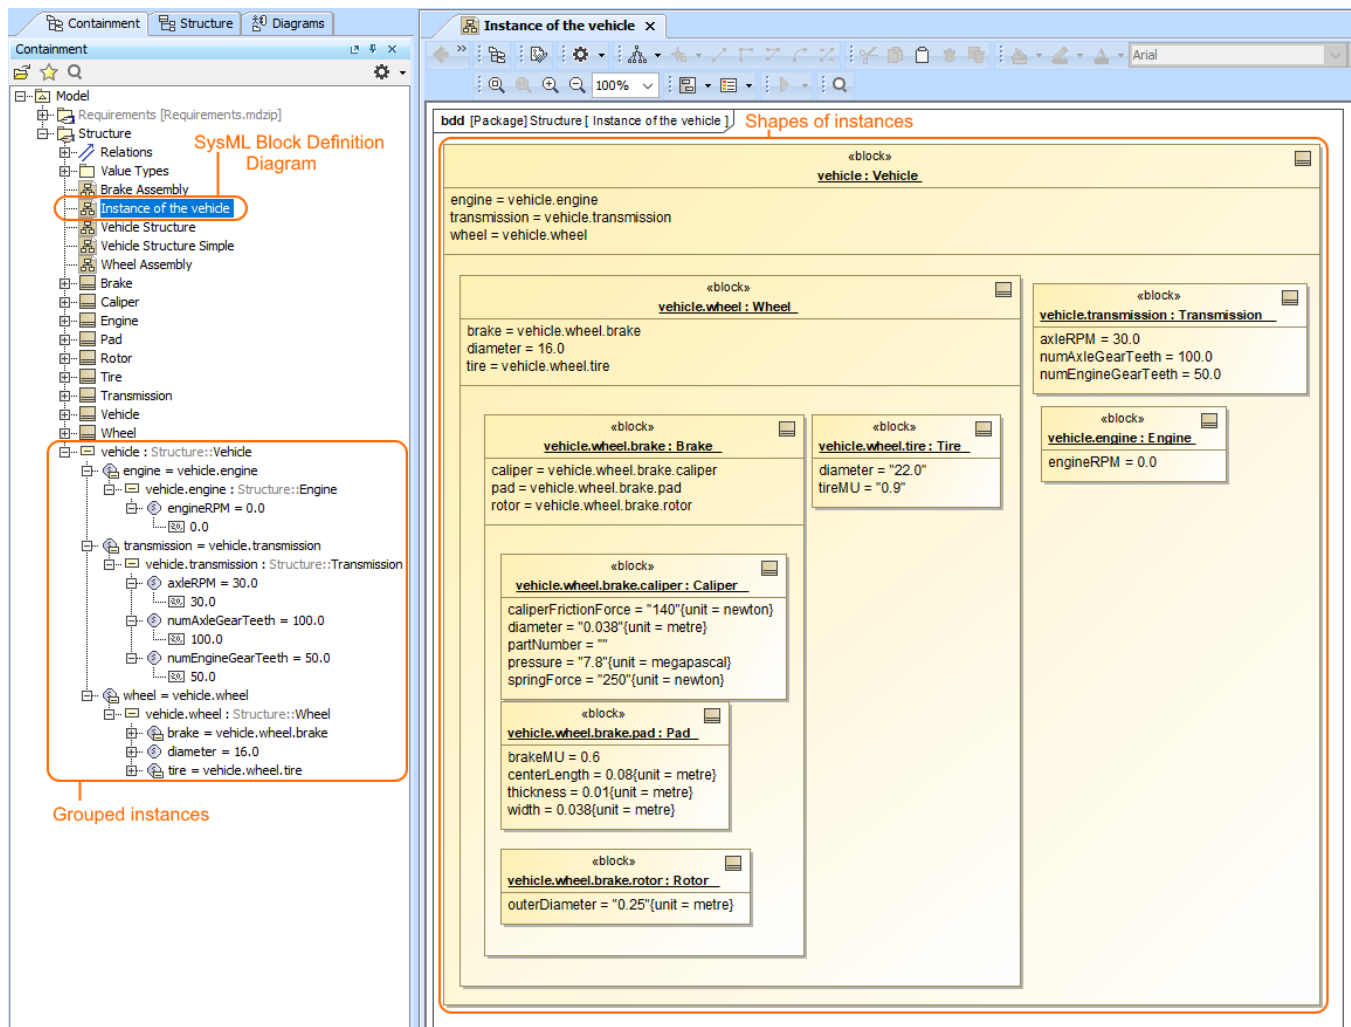 Containment
Structure
Diagrams
Containment
Model
Requirements [Requirements.mdzip]
Structure
Relations
Value Types
Brake Assembly
Instance of the vehicle
Vehicle Structure
Vehicle Structure Simple
Wheel Assembly
Brake
Caliper
Engine
Pad
Rotor
Tire
Transmission
Vehicle
Wheel
vehicle : Structure::Vehicle
engine = vehicle.engine
vehicle.engine : Structure::Engine
engineRPM = 0.0
0.0
transmission = vehicle.transmission
vehicle.transmission : Structure::Transmission
axleRPM = 30.0
30.0
numAxleGearTeeth = 100.0
100.0
numEngineGearTeeth = 50.0
50.0
wheel = vehicle.wheel
vehicle.wheel : Structure::Wheel
brake = vehicle.wheel.brake
diameter = 16.0
tire = vehicle.wheel.tire
SysML Block Definition
Diagram
Grouped instances
Instance of the vehicle
Arial
100%
bdd [Package] Structure [ Instance of the vehicle ]
Shapes of instances
«block»
vehicle : Vehicle
engine = vehicle.engine
transmission = vehicle.transmission
wheel = vehicle.wheel
«block»
vehicle.wheel : Wheel
brake = vehicle.wheel.brake
diameter = 16.0
tire = vehicle.wheel.tire
«block»
vehicle.transmission : Transmission
axleRPM = 30.0
numAxleGearTeeth = 100.0
numEngineGearTeeth = 50.0
«block»
vehicle.engine : Engine
engineRPM = 0.0
«block»
vehicle.wheel.brake : Brake
caliper = vehicle.wheel.brake.caliper
pad = vehicle.wheel.brake.pad
rotor = vehicle.wheel.brake.rotor
«block»
vehicle.wheel.tire : Tire
diameter = "22.0"
tireMU = "0.9"
«block»
vehicle.wheel.brake.caliper : Caliper
caliperFrictionForce = "140"{unit = newton}
diameter = "0.038"{unit = metre}
partNumber = ""
pressure = "7.8"{unit = megapascal}
springForce = "250"{unit = newton}
«block»
vehicle.wheel.brake.pad : Pad
brakeMU = 0.6
centerLength = 0.08{unit = metre}
thickness = 0.01{unit = metre}
width = 0.038{unit = metre}
«block»
vehicle.wheel.brake.rotor : Rotor
outerDiameter = "0.25"{unit = metre}